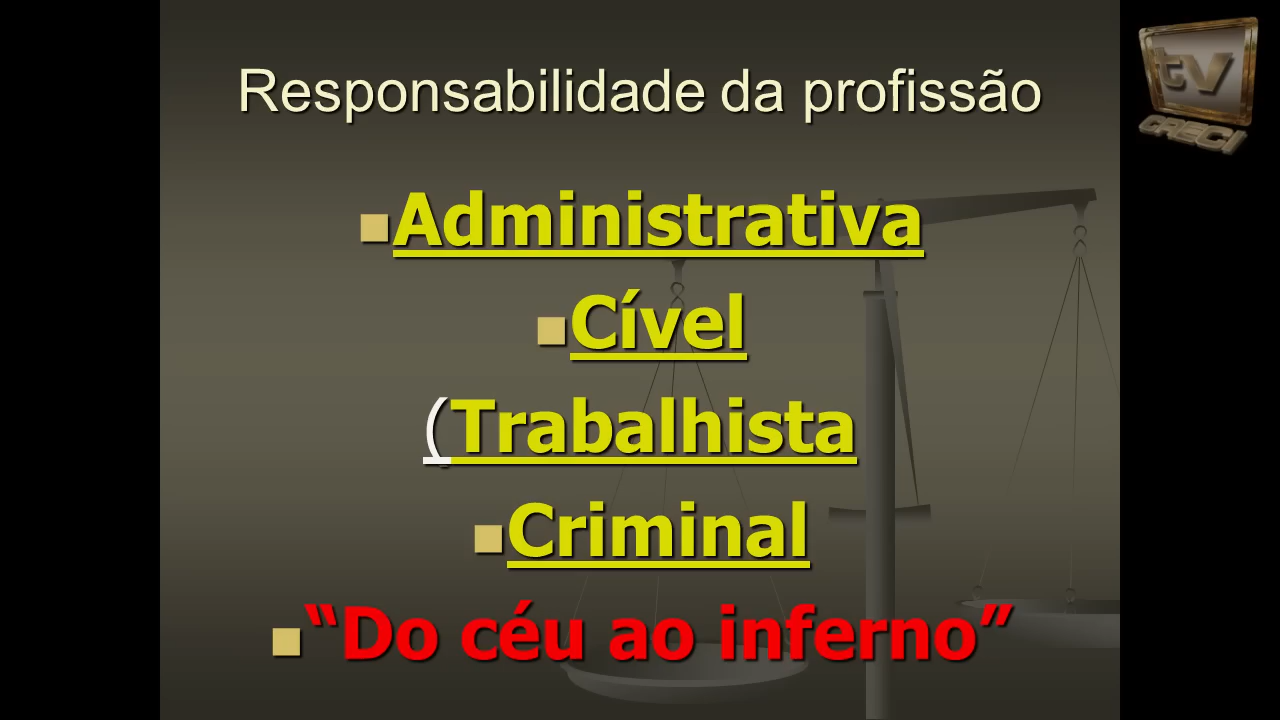 Responsabilidade da profissão
tv
CRECI
Administrativa
Cível
(Trabalhista
Criminal
“Do céu ao inferno”